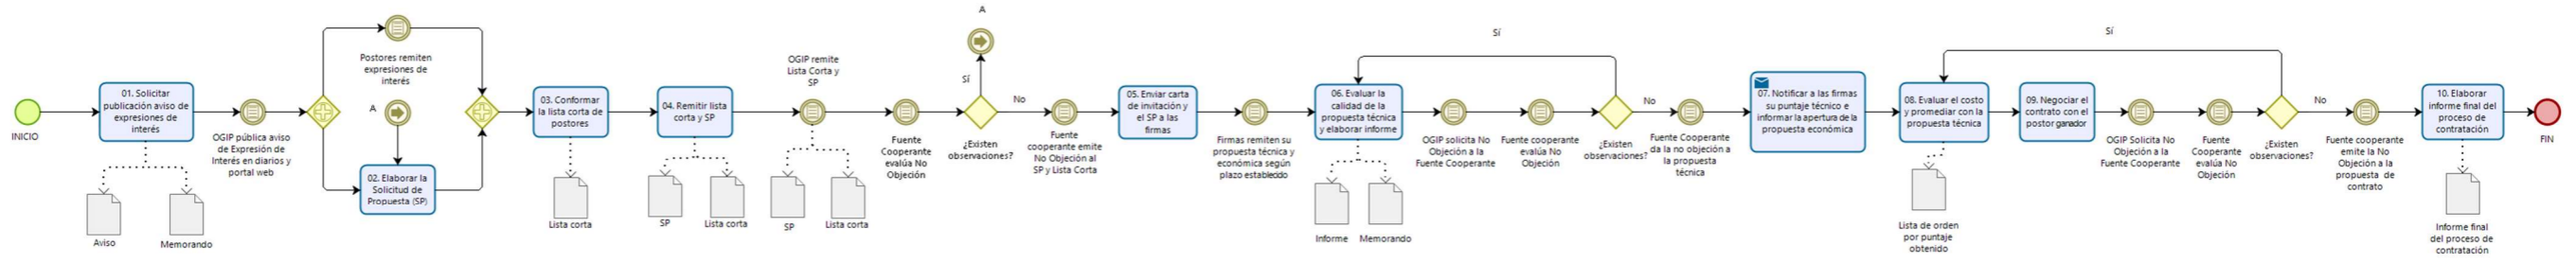 INICIO
01. Solicitar
publicación aviso de
expresiones de
interés
Aviso
Memorando
OGIP pública aviso
de Expresión de
Interés en diarios y
portal web
Postores remiten
expresiones de
interés
A
02. Elaborar la
Solicitud de
Propuesta (SP)
03. Conformar
la lista corta de
postores
Lista corta
04. Remitir lista
corta y SP
SP
Lista corta
OGIP remite
Lista Corta y
SP
SP
Lista corta
Fuente
Cooperante
evalúa No
Objeción
A
Sí
¿Existen
observaciones?
No
Fuente
cooperante emite
No Objeción al
SP y Lista Corta
05. Enviar carta
de invitación y
el SP a las
firmas
Firmas remiten su
propuesta técnica y
económica según
plazo establecido
06. Evaluar la
calidad de la
propuesta técnica
y elaborar informe
Informe
Memorando
OGIP solicita No
Objeción a la
Fuente Cooperante
Fuente cooperante
evalúa No
Objeción
Sí
¿Existen
observaciones?
No
Fuente Cooperante
da la no objeción a
la propuesta
técnica
07. Notificar a las firmas
su puntaje técnico e
informar la apertura de la
propuesta económica
08. Evaluar el costo
y promediar con la
propuesta técnica
Lista de orden
por puntaje
obtenido
09. Negociar el
contrato con el
postor ganador
OGIP Solicita No
Objeción a la
Fuente Cooperante
Fuente
Cooperante
evalúa No
Objeción
Sí
¿Existen
observaciones?
No
Fuente cooperante
emite la No
Objeción a la
propuesta de
contrato
10. Elaborar
informe final del
proceso de
contratación
Informe final
del proceso de
contratación
FIN